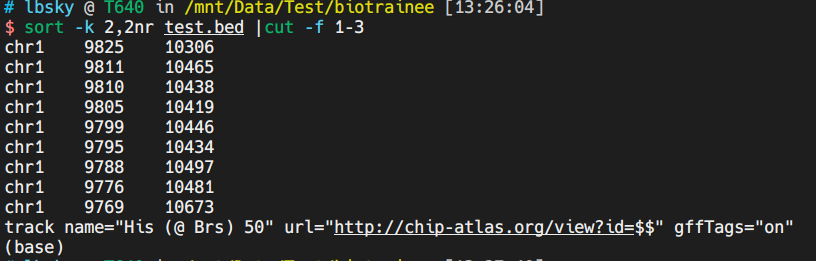 # lbsky @ T640 in /mnt/Data/Test/biotrainee [13:26:04]
$ sort -k 2,2nr test.bed |cut -f 1-3
chr1 9825 10306
chr1 9811 10465
chr1 9810 10438
chr1 9805 10419
chr1 9799 10446
chr1 9795 10434
chr1 9788 10497
chr1 9776 10481
chr1 9769 10673
track name="His (@ Brs) 50" url="http://chip-atlas.org/view?id=$$" gffTags="on"
(base)